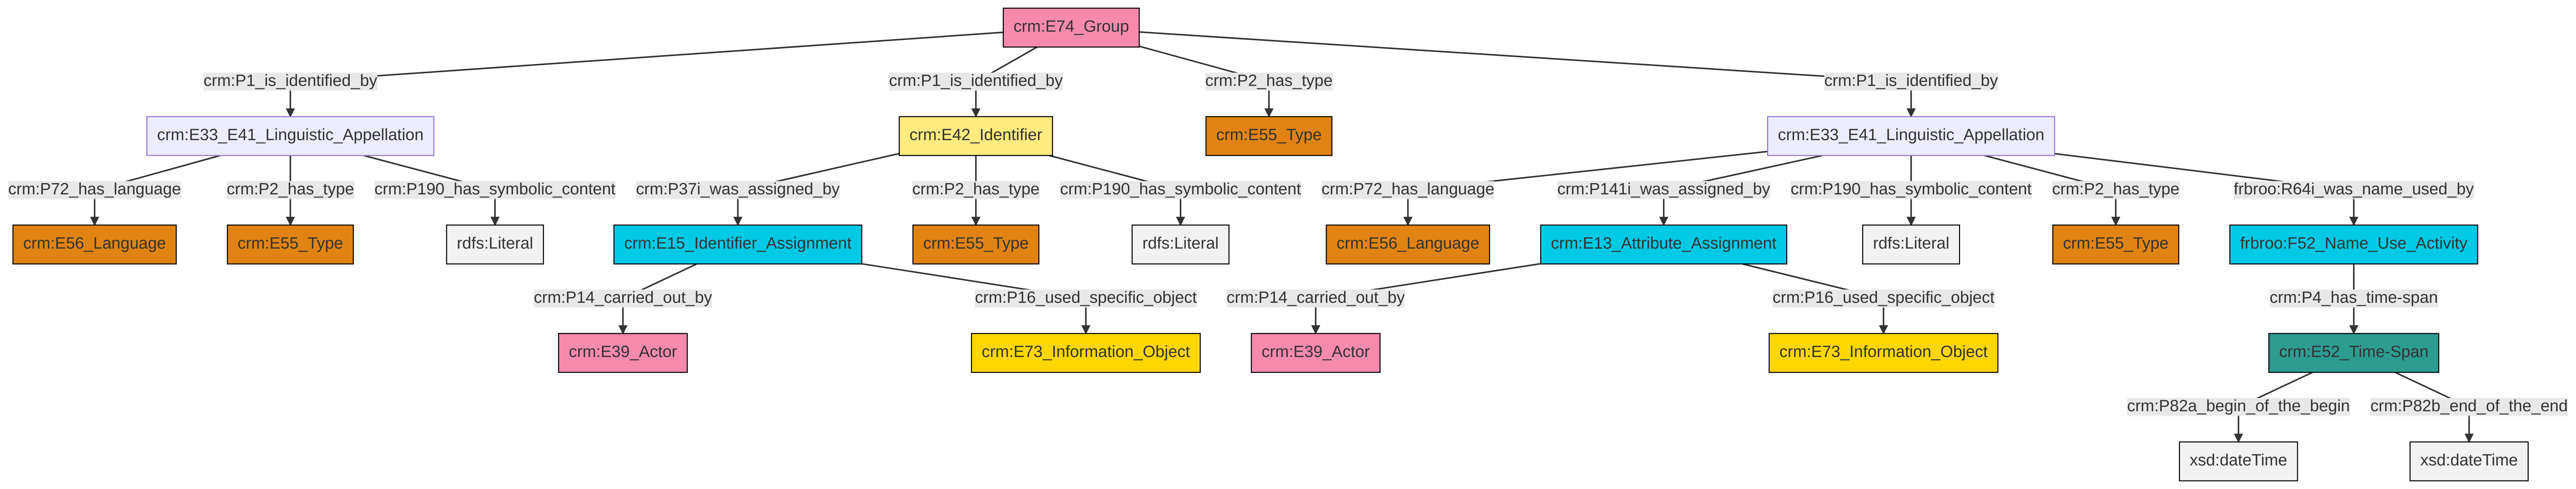 crm:E74_Group
crm:P1_is_identified_by
crm:P1_is_identified_by
crm:P2_has_type
crm:P1_is_identified_by
crm:E33_E41_Linguistic_Appellation
crm:E42_Identifier
crm:E55_Type
crm:E33_E41_Linguistic_Appellation
crm:P72_has_language
crm:P2_has_type
crm:P190_has_symbolic_content
crm:P37i_was_assigned_by
crm:P2_has_type
crm:P190_has_symbolic_content
crm:P72_has_language
crm:P141i_was_assigned_by
crm:P190_has_symbolic_content
crm:P2_has_type
frbroo:R64i_was_name_used_by
crm:E56_Language
crm:E55_Type
rdfs:Literal
crm:E15_Identifier_Assignment
crm:E55_Type
rdfs:Literal
crm:E56_Language
crm:E13_Attribute_Assignment
rdfs:Literal
crm:E55_Type
frbroo:F52_Name_Use_Activity
crm:P14_carried_out_by
crm:P16_used_specific_object
crm:P14_carried_out_by
crm:P16_used_specific_object
crm:P4_has_time-span
crm:E39_Actor
crm:E73_Information_Object
crm:E39_Actor
crm:E73_Information_Object
crm:E52_Time-Span
crm:P82a_begin_of_the_begin
crm:P82b_end_of_the_end
xsd:dateTime
xsd:dateTime